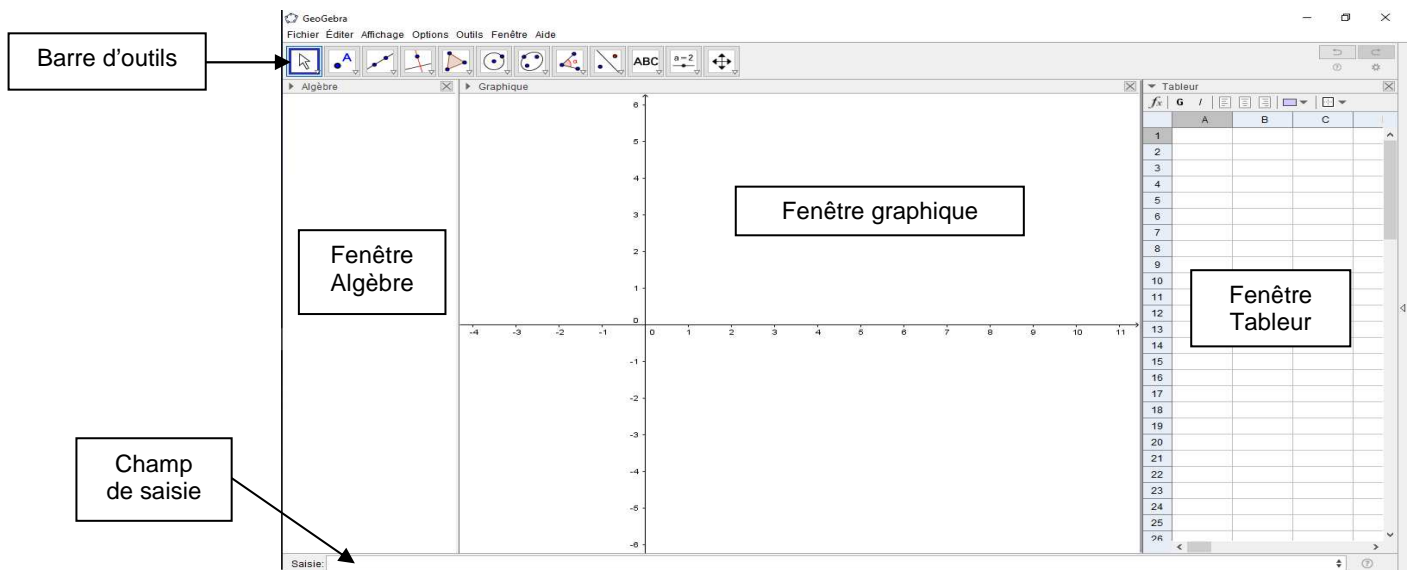 GeoGebra
Fichier Éditer Affichage Options Outils Fenêtre Aide
Barre d'outils
A
α
ABC
a=2
Algèbre
Graphique
Tableur
fx G I
A B C
6
5
4
3
2
1
0
-4 -3 -2 -1 0 1 2 3 4 5 6 7 8 9 10 11
-1
-2
-3
-4
-5
-6
Fenêtre graphique
Fenêtre
Algèbre
Fenêtre
Tableur
1
2
3
4
5
6
7
8
9
10
11
12
13
14
15
16
17
18
19
20
21
22
23
24
25
26
Champ
de saisie
Saisie: